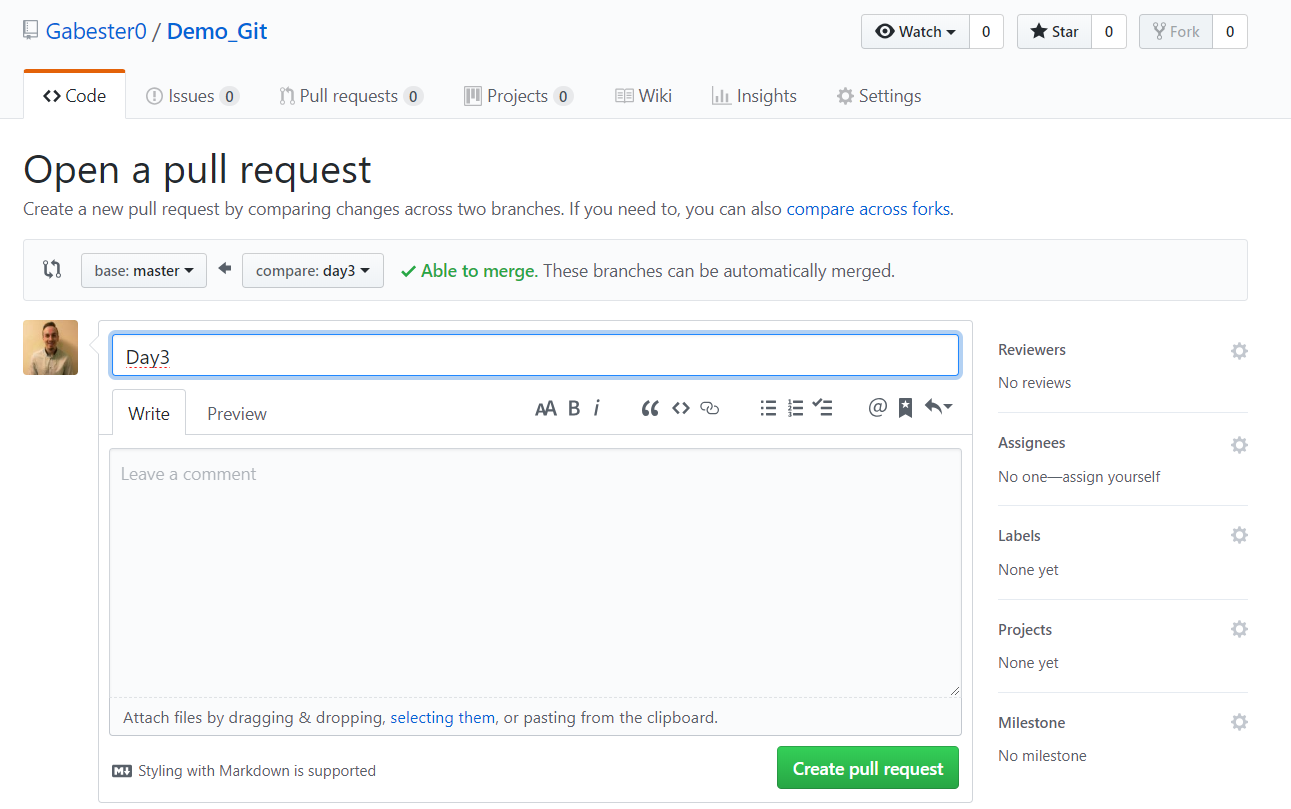 Gabester0 / Demo_Git
Watch 0 Star 0 Fork 0
Code Issues 0 Pull requests 0 Projects 0 Wiki Insights Settings
Open a pull request
Create a new pull request by comparing changes across two branches. If you need to, you can also compare across forks.
base: master compare: day3 Able to merge. These branches can be automatically merged.
Day3
Write Preview
AA B i @
Leave a comment
Attach files by dragging & dropping, selecting them, or pasting from the clipboard.
Styling with Markdown is supported
Create pull request
Reviewers
No reviews
Assignees
No one—assign yourself
Labels
None yet
Projects
None yet
Milestone
No milestone